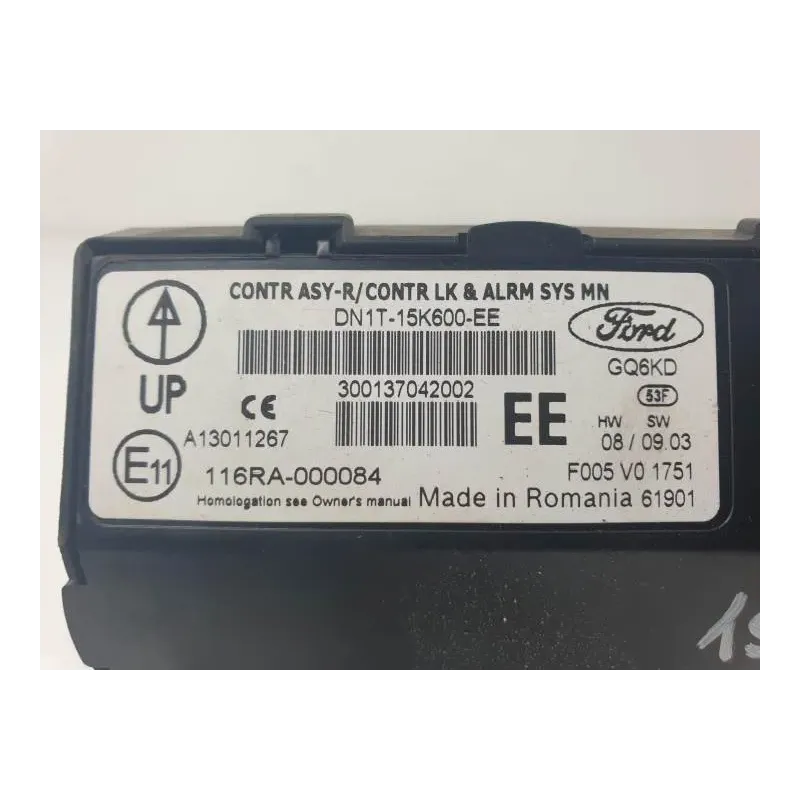 CONTR ASY-R/CONTR LK & ALRM SYS MN
DN1T-15K600-EE
Ford
GQ6KD
UP
CE
300137042002
EE
53F
HW SW
08 / 09.03
A13011267
E11
116RA-000084
F005 V0 1751
Homologation see Owner's manual Made in Romania 61901